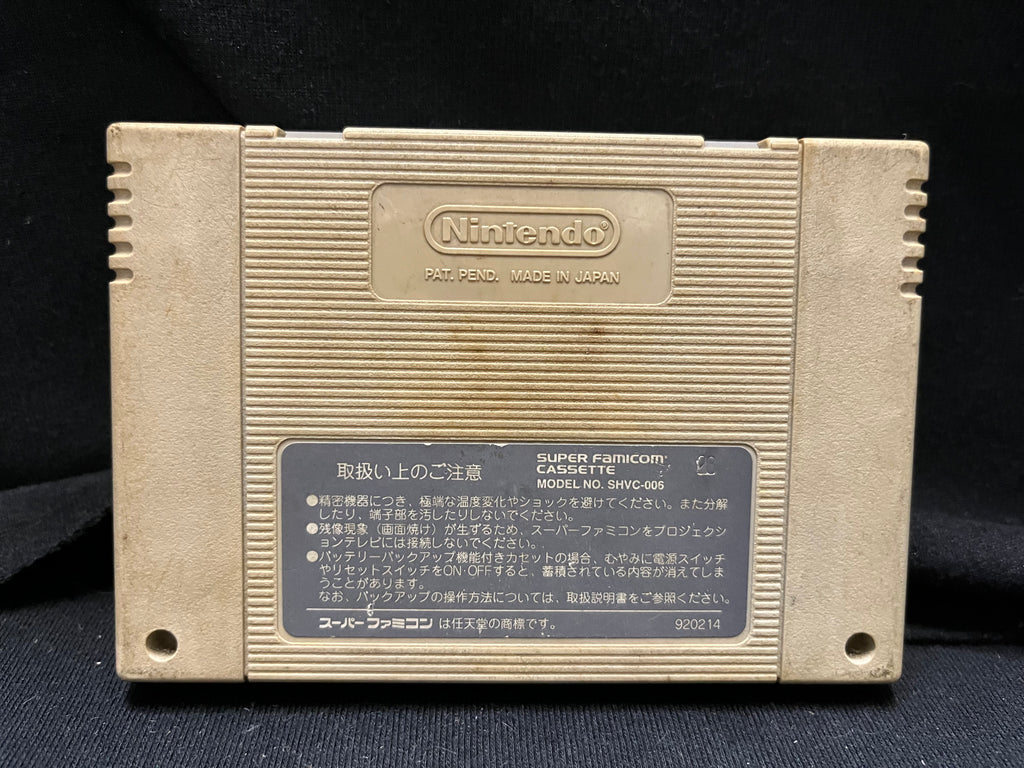 Nintendo®
PAT. PEND. MADE IN JAPAN
取扱い上のご注意
SUPER FAMICOM®
CASSETTE
MODEL NO. SHVC-006
●精密機器につき、極端な温度変化やショックを避けてください。また分解
したり、端子部を汚したりしないでください。
●残像現象（画面焼け）が生ずるため、スーパーファミコンをプロジェクシ
ョンテレビには接続しないでください。
●バッテリーバックアップ機能付きカセットの場合、むやみに電源スイッチ
やリセットスイッチをON·OFFすると、蓄積されている内容が消えてしま
うことがあります。
なお、バックアップの操作方法については、取扱説明書をご参照ください。
スーパーファミコン は任天堂の商標です。
920214